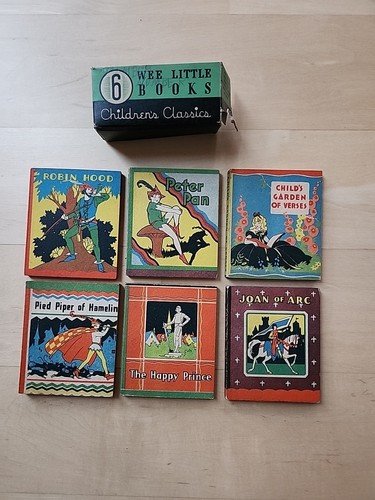 6
WEE LITTLE
BOOKS
Children's Classics
ROBIN HOOD
Peter
Pan
CHILD'S
GARDEN
OF VERSES
Pied Piper of Hamelin
The Happy Prince
JOAN OF ARC